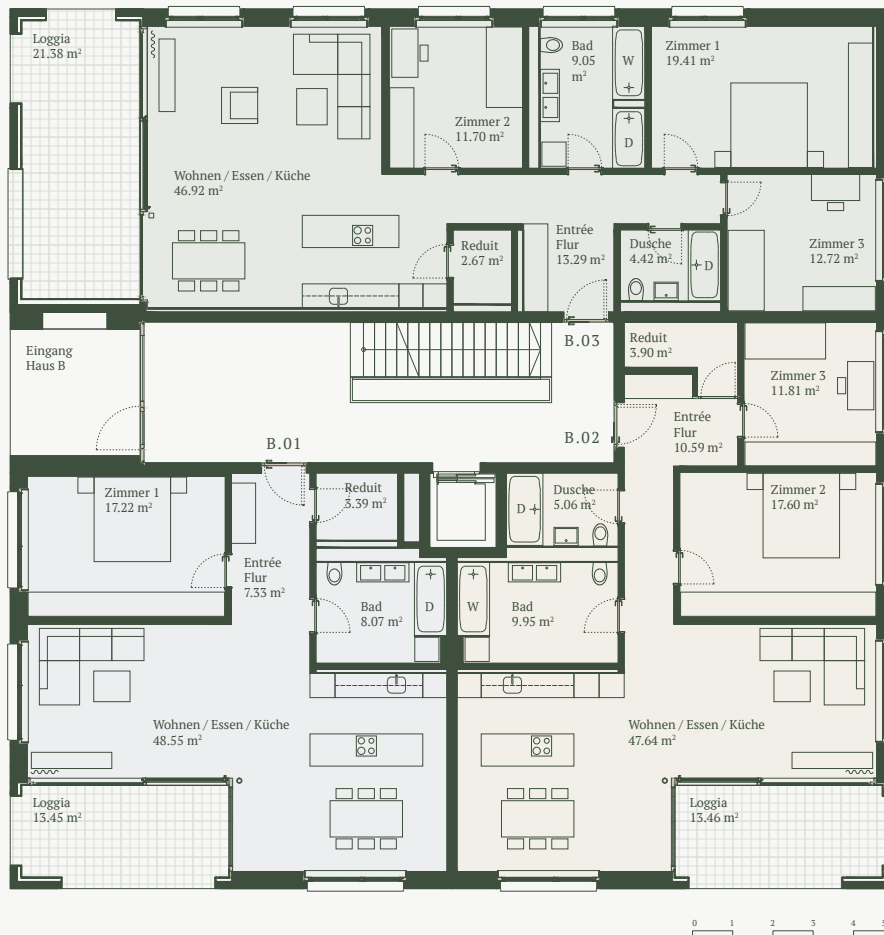 Loggia
21.38 m²
Bad
9.05
m²
W
D
Zimmer 1
19.41 m²
Zimmer 2
11.70 m²
Wohnen / Essen / Küche
46.92 m²
Reduit
2.67 m²
Entrée
Flur
13.29 m²
Dusche
4.42 m²
D
Zimmer 3
12.72 m²
Eingang
Haus B
B.03
Reduit
3.90 m²
Zimmer 3
11.81 m²
B.01
B.02
Entrée
Flur
10.59 m²
Zimmer 1
17.22 m²
Reduit
3.39 m²
D
Dusche
5.06 m²
Zimmer 2
17.60 m²
Entrée
Flur
7.33 m²
Bad
8.07 m²
D
W
Bad
9.95 m²
Wohnen / Essen / Küche
48.55 m²
Wohnen / Essen / Küche
47.64 m²
Loggia
13.45 m²
Loggia
13.46 m²
0 1 2 3 4 5